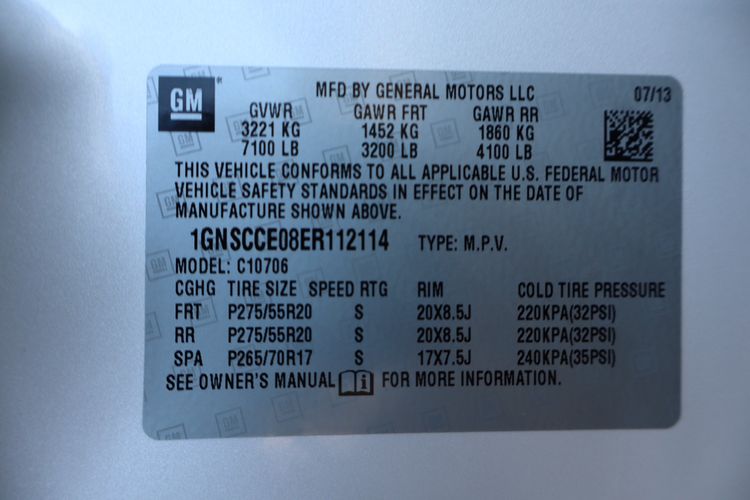 GM
MFD BY GENERAL MOTORS LLC 07/13
GVWR GAWR FRT GAWR RR
3221 KG 1452 KG 1860 KG
7100 LB 3200 LB 4100 LB
THIS VEHICLE CONFORMS TO ALL APPLICABLE U.S. FEDERAL MOTOR
VEHICLE SAFETY STANDARDS IN EFFECT ON THE DATE OF
MANUFACTURE SHOWN ABOVE.
1GNSCCE08ER112114 TYPE: M.P.V.
MODEL: C10706
CGHG TIRE SIZE SPEED RTG RIM COLD TIRE PRESSURE
FRT P275/55R20 S 20X8.5J 220KPA(32PSI)
RR P275/55R20 S 20X8.5J 220KPA(32PSI)
SPA P265/70R17 S 17X7.5J 240KPA(35PSI)
SEE OWNER'S MANUAL i FOR MORE INFORMATION.